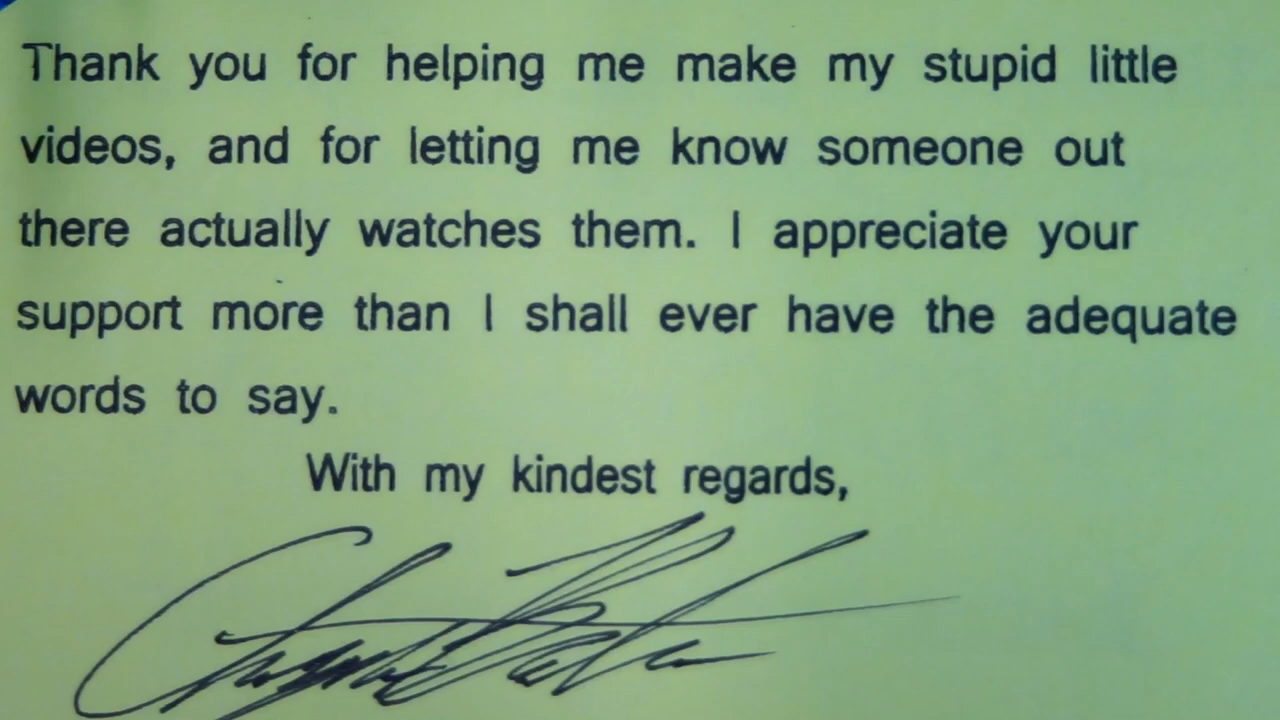 Thank you for helping me make my stupid little
videos, and for letting me know someone out
there actually watches them. I appreciate your
support more than I shall ever have the adequate
words to say.
With my kindest regards,